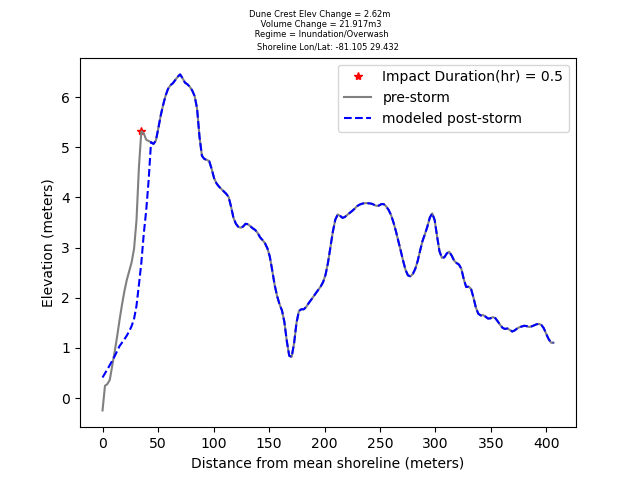 Dune Crest Elev Change = 2.62m
Volume Change = 21.917m3
Regime = Inundation/Overwash
Shoreline Lon/Lat: -81.105 29.432
Impact Duration(hr) = 0.5
pre-storm
modeled post-storm
6
5
4
3
2
1
0
Elevation (meters)
0 50 100 150 200 250 300 350 400
Distance from mean shoreline (meters)